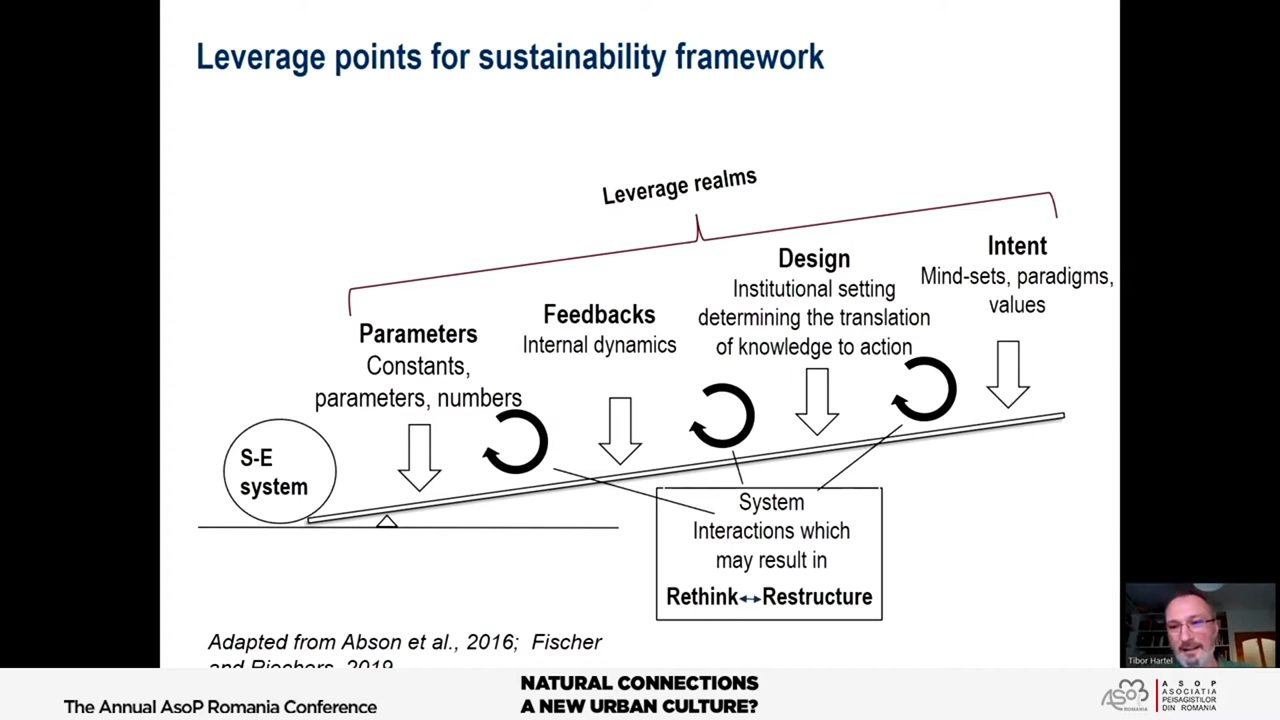 Leverage points for sustainability framework
Leverage realms
Parameters
Constants,
parameters, numbers
Feedbacks
Internal dynamics
Design
Institutional setting
determining the translation
of knowledge to action
Intent
Mind-sets, paradigms,
values
S-E
system
System
Interactions which
may result in
Rethink↔Restructure
Adapted from Abson et al., 2016; Fischer
and Riechers, 2019
Tibor Hartel
The Annual AsoP Romania Conference
NATURAL CONNECTIONS
A NEW URBAN CULTURE?
ASoP
ROMANIA
A S O P
ASOCIATIA
PEISAGISTILOR
DIN ROMANIA